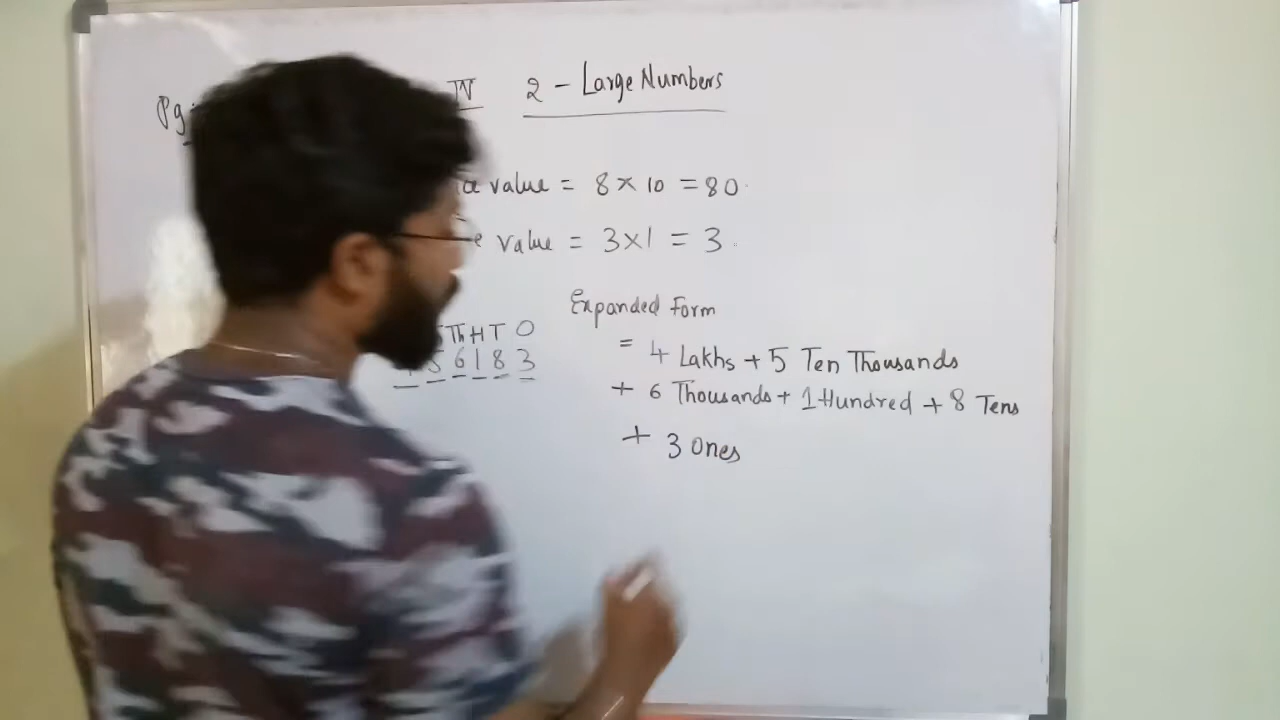 Pg IV 2 - Large Numbers
value = 8 × 10 = 80
value = 3×1 = 3
Th H T O
5 6 1 8 3
Expanded form
= 4 Lakhs + 5 Ten Thousands
+ 6 Thousands + 1 Hundred + 8 Tens
+ 3 Ones